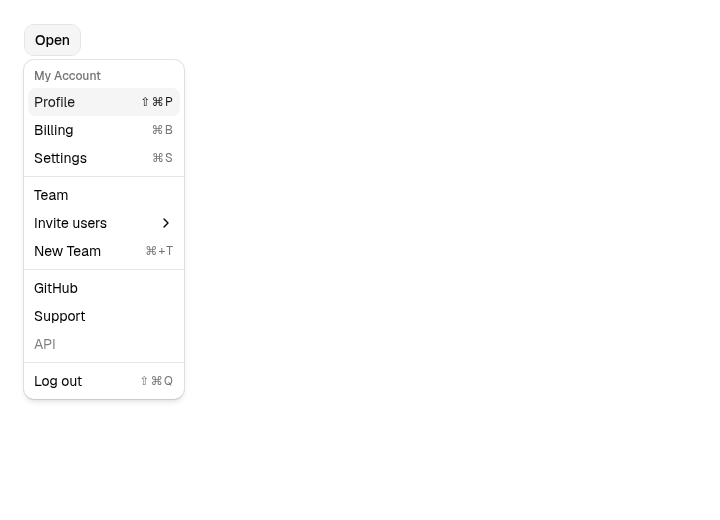 Open
My Account
Profile ⇧⌘P
Billing ⌘B
Settings ⌘S
Team
Invite users
New Team ⌘+T
GitHub
Support
API
Log out ⇧⌘Q